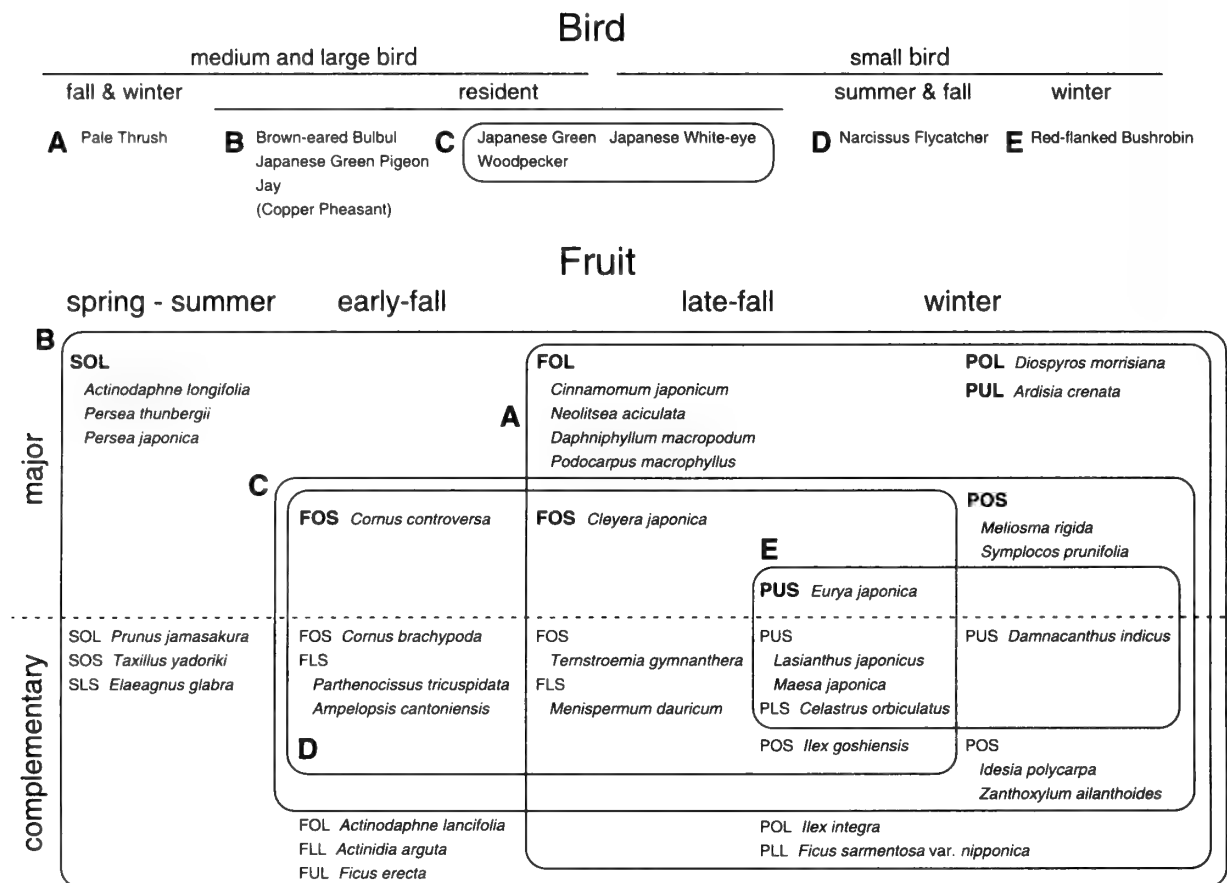 Bird
medium and large bird small bird
fall & winter resident summer & fall winter
A Pale Thrush B Brown-eared Bulbul C Japanese Green Japanese White-eye D Narcissus Flycatcher E Red-flanked Bushrobin
Japanese Green Pigeon Woodpecker
Jay
(Copper Pheasant)
Fruit
spring - summer early-fall late-fall winter
B
SOL FOL POL Diospyros morrisiana
Actinodaphne longifolia Cinnamomum japonicum PUL Ardisia crenata
Persea thunbergii A Neolitsea aciculata
Persea japonica Daphniphyllum macropodum
Podocarpus macrophyllus
major
C POS
FOS Cornus controversa FOS Cleyera japonica Meliosma rigida
E Symplocos prunifolia
PUS Eurya japonica
complementary
SOL Prunus jamasakura FOS Cornus brachypoda FOS PUS PUS Damnacanthus indicus
SOS Taxillus yadoriki FLS Ternstroemia gymnanthera Lasianthus japonicus
SLS Elaeagnus glabra Parthenocissus tricuspidata FLS Maesa japonica
Ampelopsis cantoniensis Menispermum dauricum PLS Celastrus orbiculatus
D POS Ilex goshiensis POS
Idesia polycarpa
Zanthoxylum ailanthoides
FOL Actinodaphne lancifolia POL Ilex integra
FLL Actinidia arguta PLL Ficus sarmentosa var. nipponica
FUL Ficus erecta